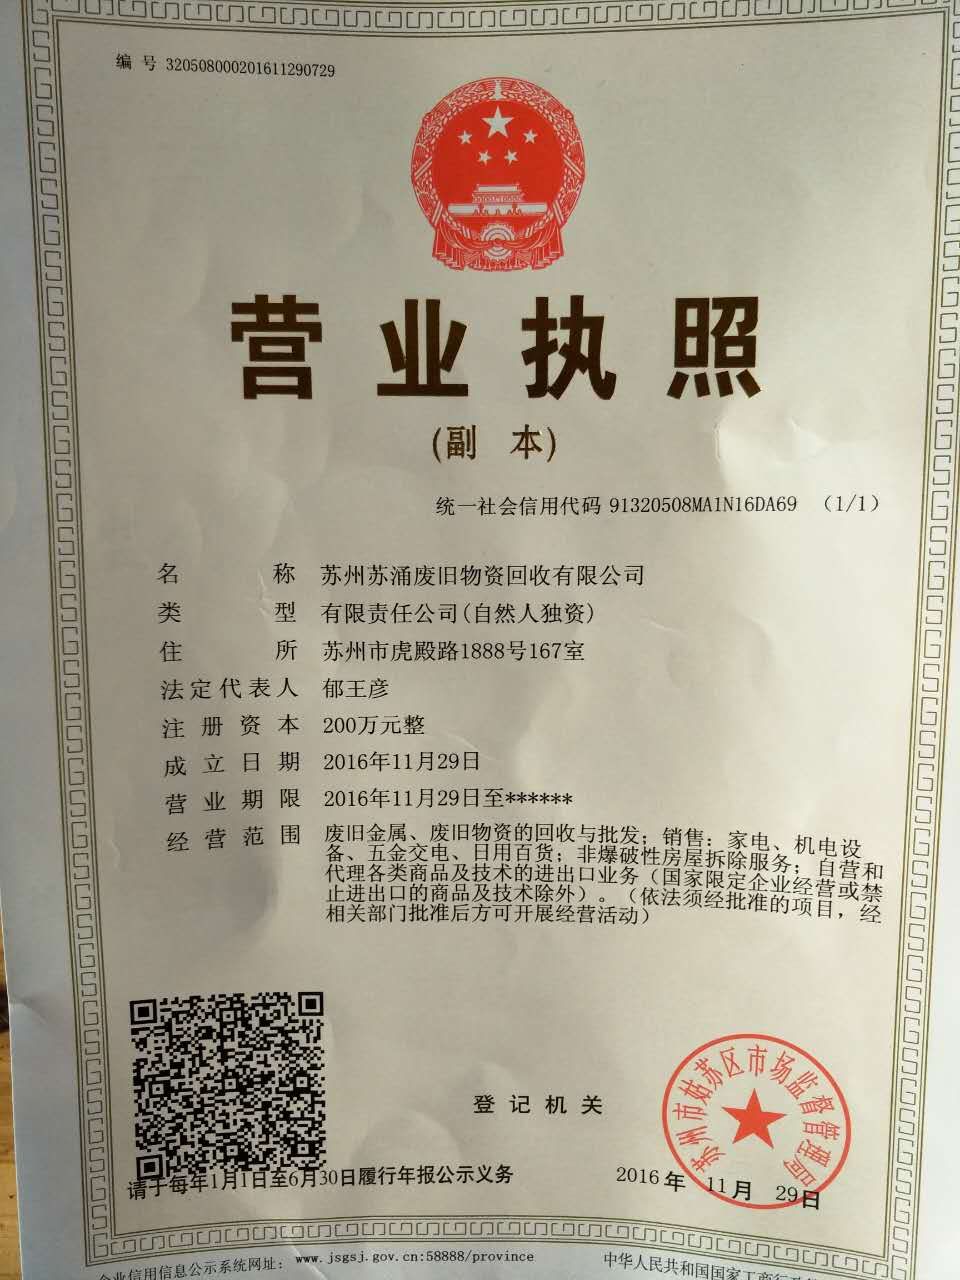 编 号 320508000201611290729
营业执照
(副 本)
统一社会信用代码 91320508MA1N16DA69 （1/1）
名 称 苏州苏涌废旧物资回收有限公司
类 型 有限责任公司(自然人独资)
住 所 苏州市虎殿路1888号167室
法定代表人 郁王彦
注 册 资 本 200万元整
成 立 日 期 2016年11月29日
营 业 期 限 2016年11月29日至******
经 营 范 围 废旧金属、废旧物资的回收与批发；销售：家电、机电设
备、五金交电、日用百货；非爆破性房屋拆除服务；自营和
代理各类商品及技术的进出口业务（国家限定企业经营或禁
止进出口的商品及技术除外）。（依法须经批准的项目，经
相关部门批准后方可开展经营活动）
登 记 机 关
苏州市姑苏区市场监督管理局
请于每年1月1日至6月30日履行年报公示义务
2016 年 11 月 29 日
企业信用信息公示系统网址： www.jsgsj.gov.cn:58888/province
中华人民共和国国家工商行政